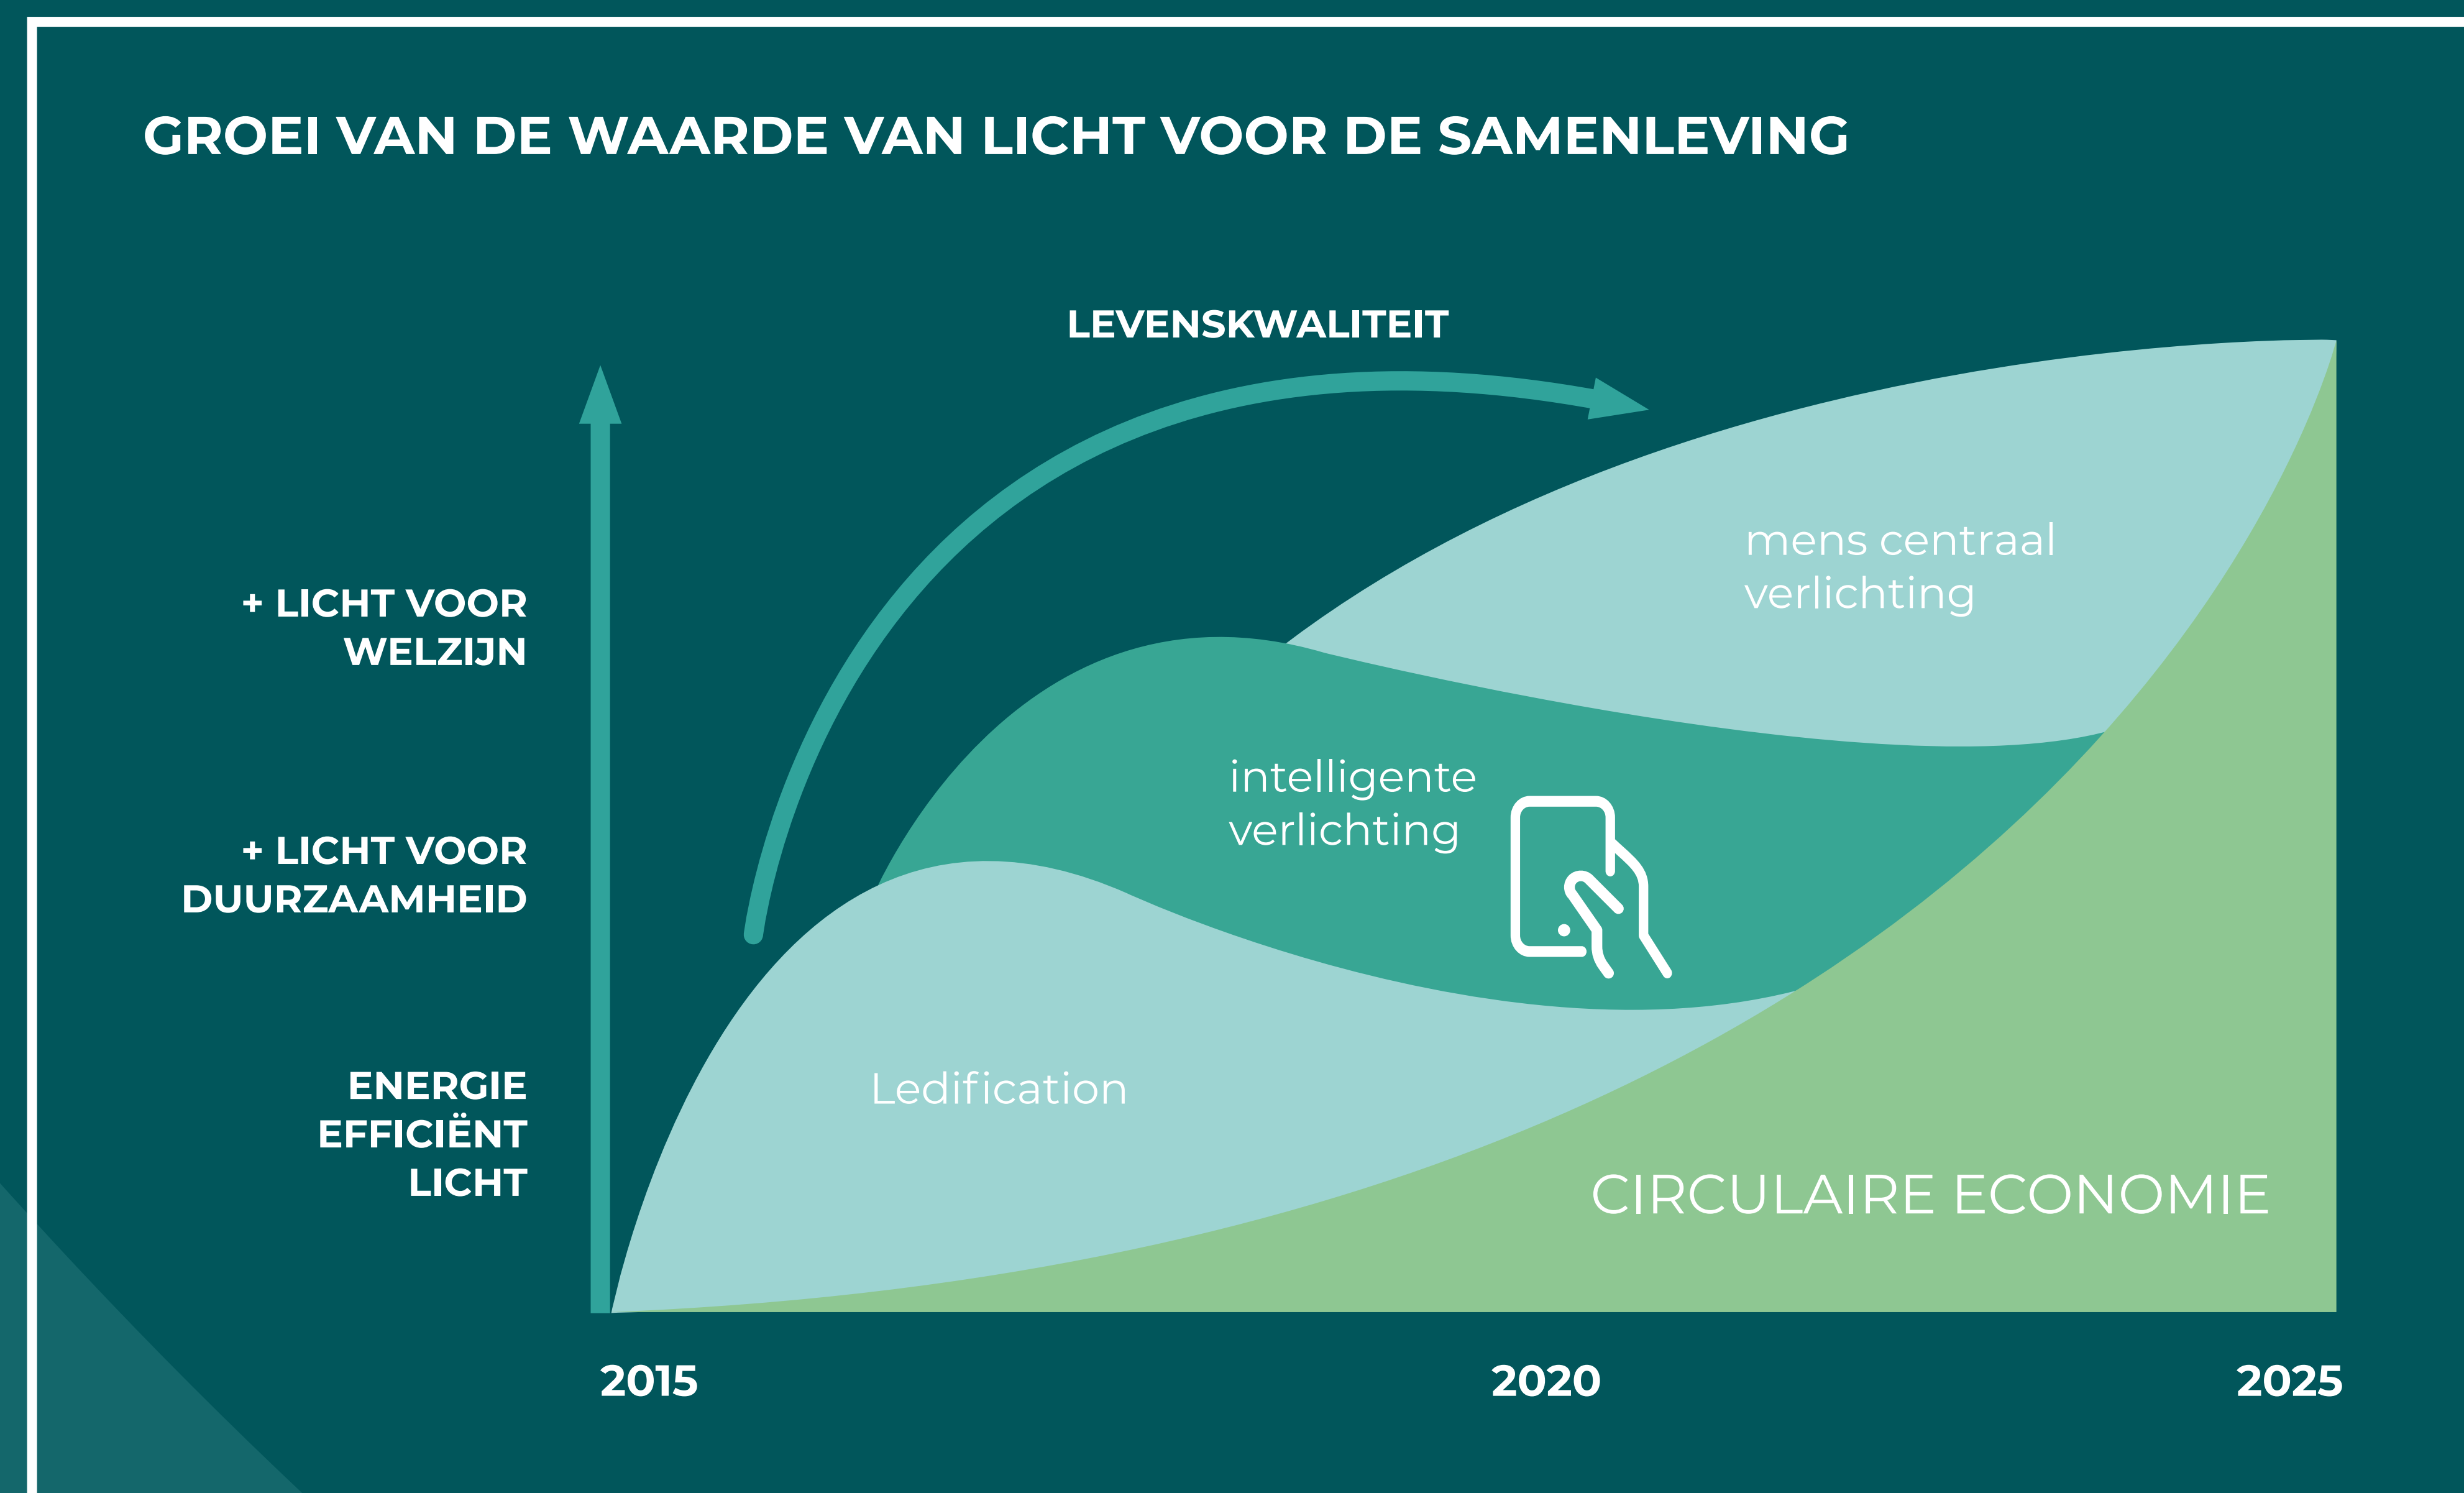 GROEI VAN DE WAARDE VAN LICHT VOOR DE SAMENLEVING
LEVENSKWALITEIT
+ LICHT VOOR
WELZIJN
+ LICHT VOOR
DUURZAAMHEID
ENERGIE
EFFICIËNT
LICHT
mens centraal
verlichting
intelligente
verlichting
Ledification
CIRCULAIRE ECONOMIE
2015
2020
2025